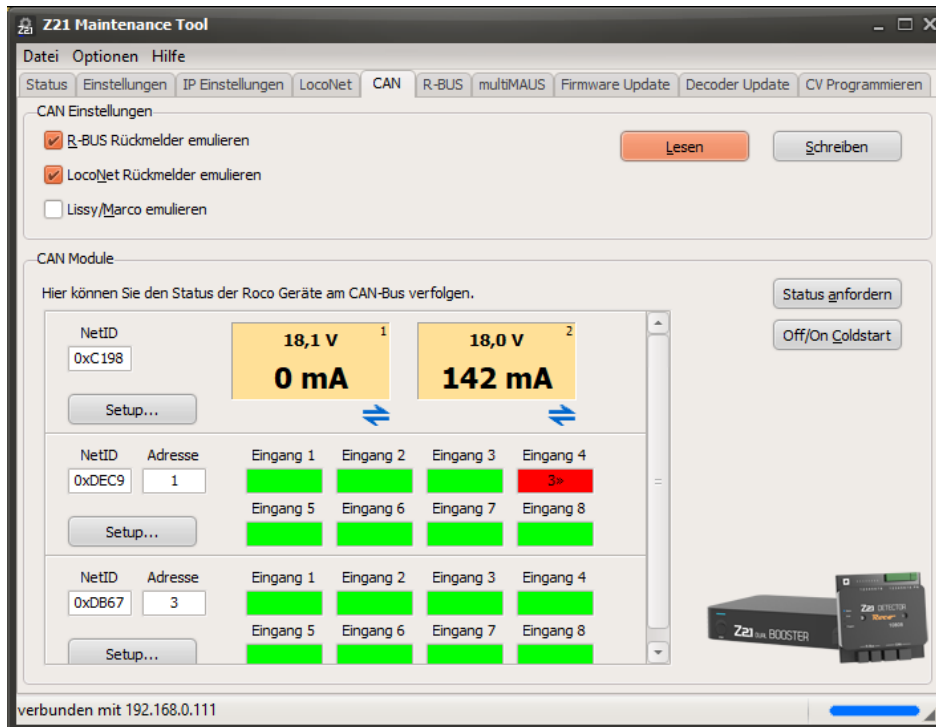 Z21 Maintenance Tool
Datei Optionen Hilfe
Status Einstellungen IP Einstellungen LocoNet CAN R-BUS multiMAUS Firmware Update Decoder Update CV Programmieren
CAN Einstellungen
R-BUS Rückmelder emulieren
Lesen Schreiben
LocoNet Rückmelder emulieren
Lissy/Marco emulieren
CAN Module
Hier können Sie den Status der Roco Geräte am CAN-Bus verfolgen.
Status anfordern
Off/On Coldstart
NetID
0xC198
Setup...
18,1 V 1
0 mA
18,0 V 2
142 mA
NetID Adresse Eingang 1 Eingang 2 Eingang 3 Eingang 4
0xDEC9 1 3»
Eingang 5 Eingang 6 Eingang 7 Eingang 8
Setup...
NetID Adresse Eingang 1 Eingang 2 Eingang 3 Eingang 4
0xDB67 3
Eingang 5 Eingang 6 Eingang 7 Eingang 8
Setup...
Z21 DUAL BOOSTER
Z21 DETECTOR
Roco
verbunden mit 192.168.0.111